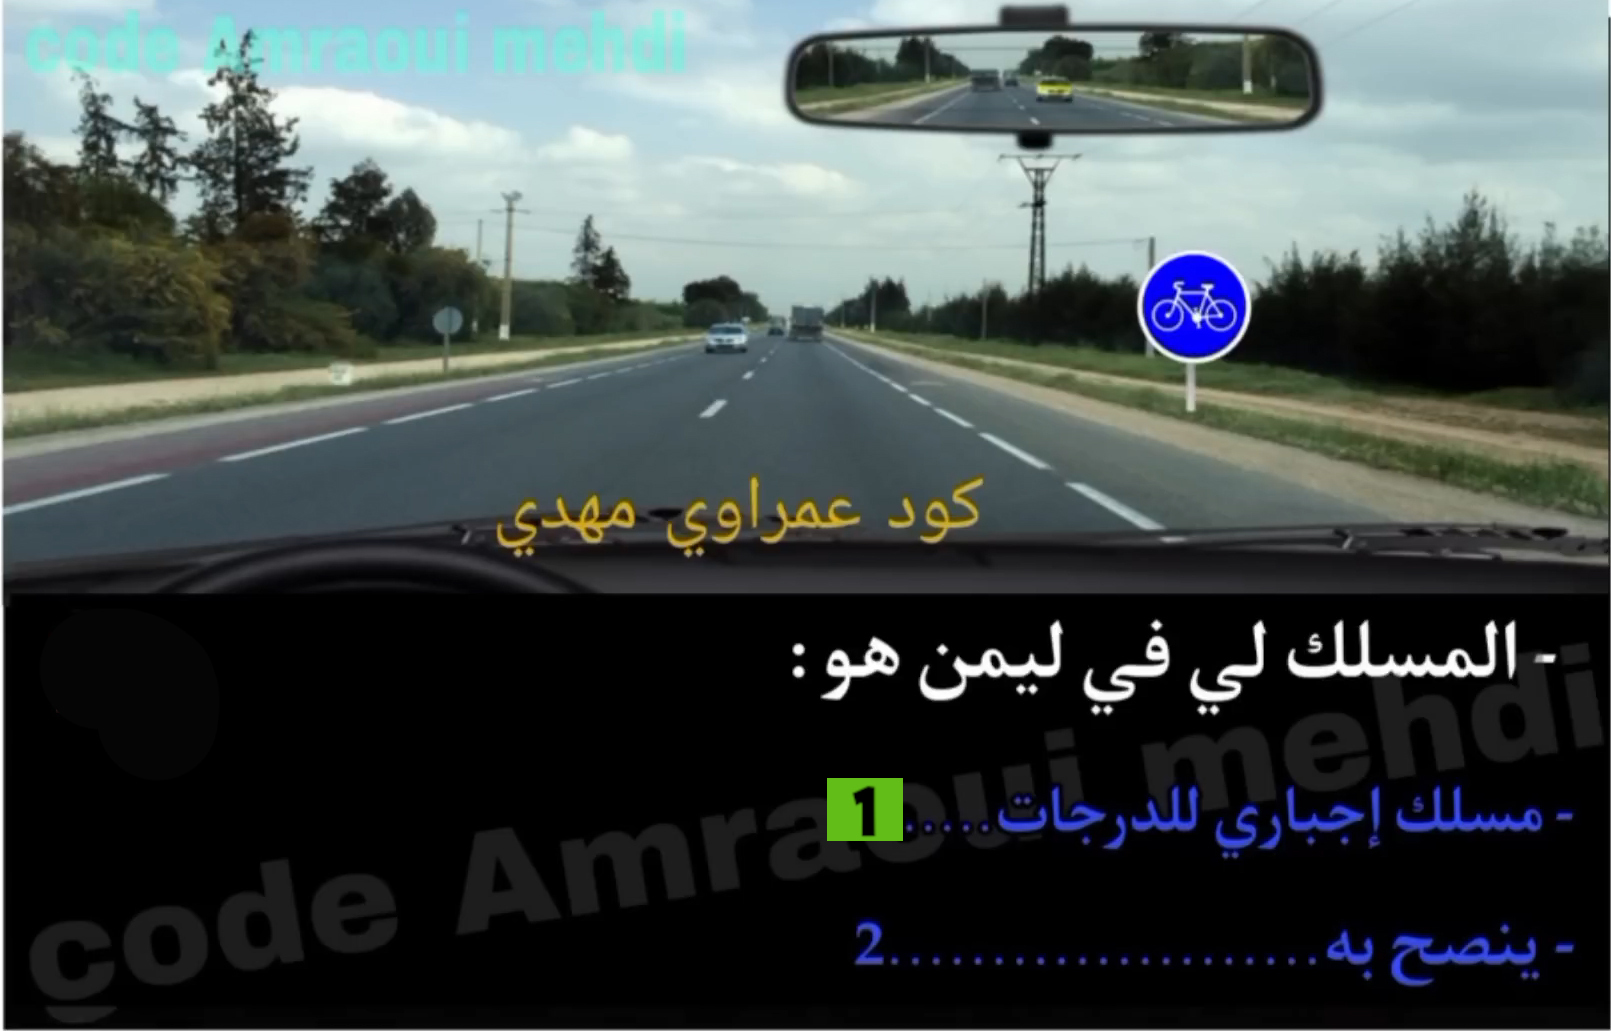 code Amraoui mehdi
كود عمراوي مهدي
- المسلك لي في ليمن هو :
- مسلك إجباري للدرجات.....1
- ينصح به.....................2
code Amraoui mehdi